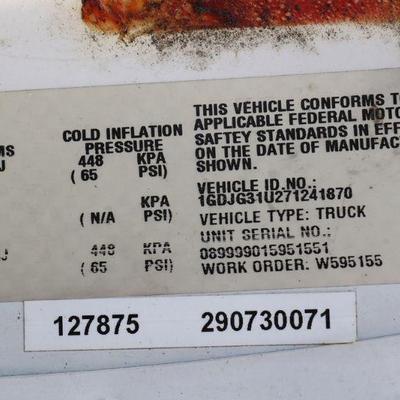 THIS VEHICLE CONFORMS TO
APPLICABLE FEDERAL MOTO
SAFTEY STANDARDS IN EFF
ON THE DATE OF MANUFAC
SHOWN.
COLD INFLATION
PRESSURE
MS
J
448 KPA
( 65 PSI)
KPA
( N/A PSI)
J
448 KPA
( 65 PSI)
VEHICLE ID.NO.:
1GDJG31U271241870
VEHICLE TYPE: TRUCK
UNIT SERIAL NO.:
089999015951551
WORK ORDER: W595155
127875 290730071